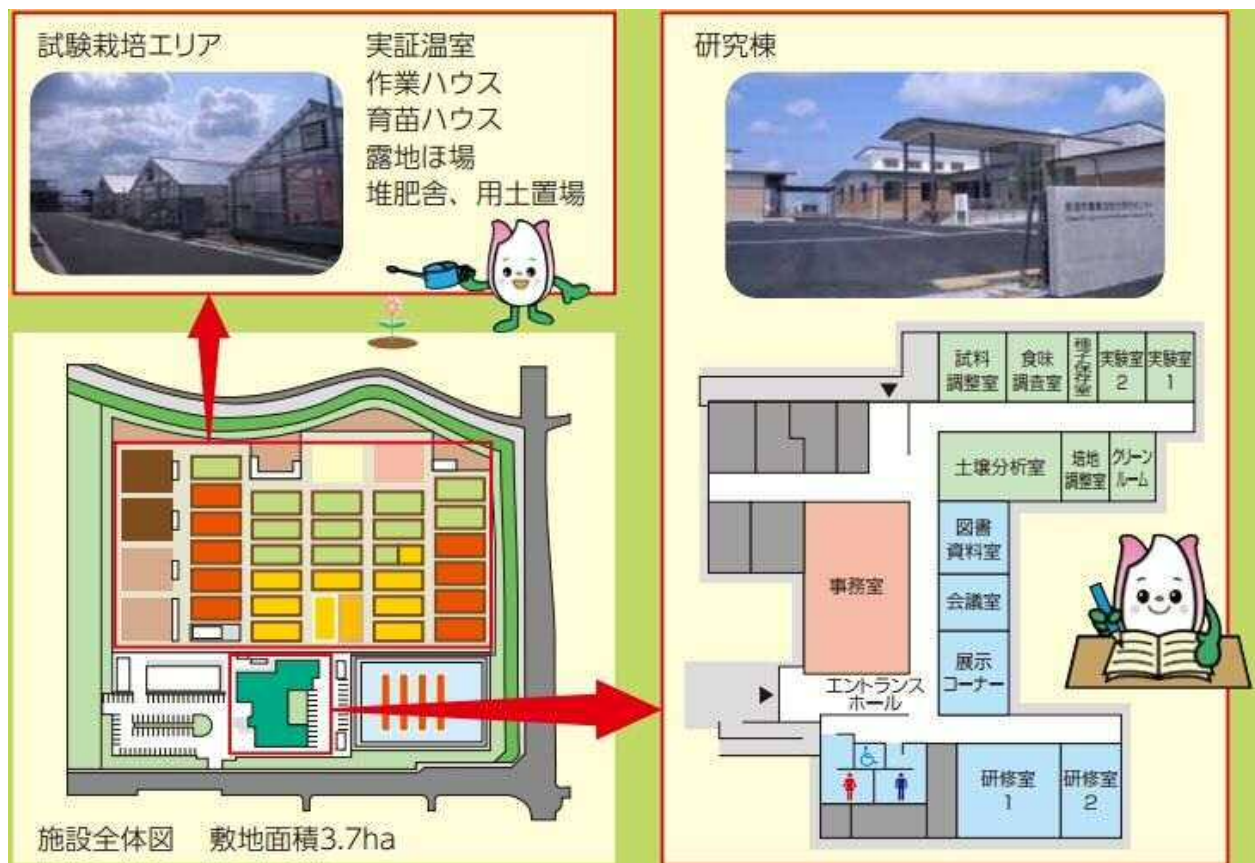 試験栽培エリア
実証温室
作業ハウス
育苗ハウス
露地ほ場
堆肥舎、用土置場
施設全体図 敷地面積3.7ha
研究棟
試料
調整室
食味
調査室
種子保存室
実験室
2
実験室
1
土壌分析室
培地
調整室
クリーン
ルーム
図書
資料室
事務室
会議室
展示
コーナー
エントランス
ホール
研修室
1
研修室
2